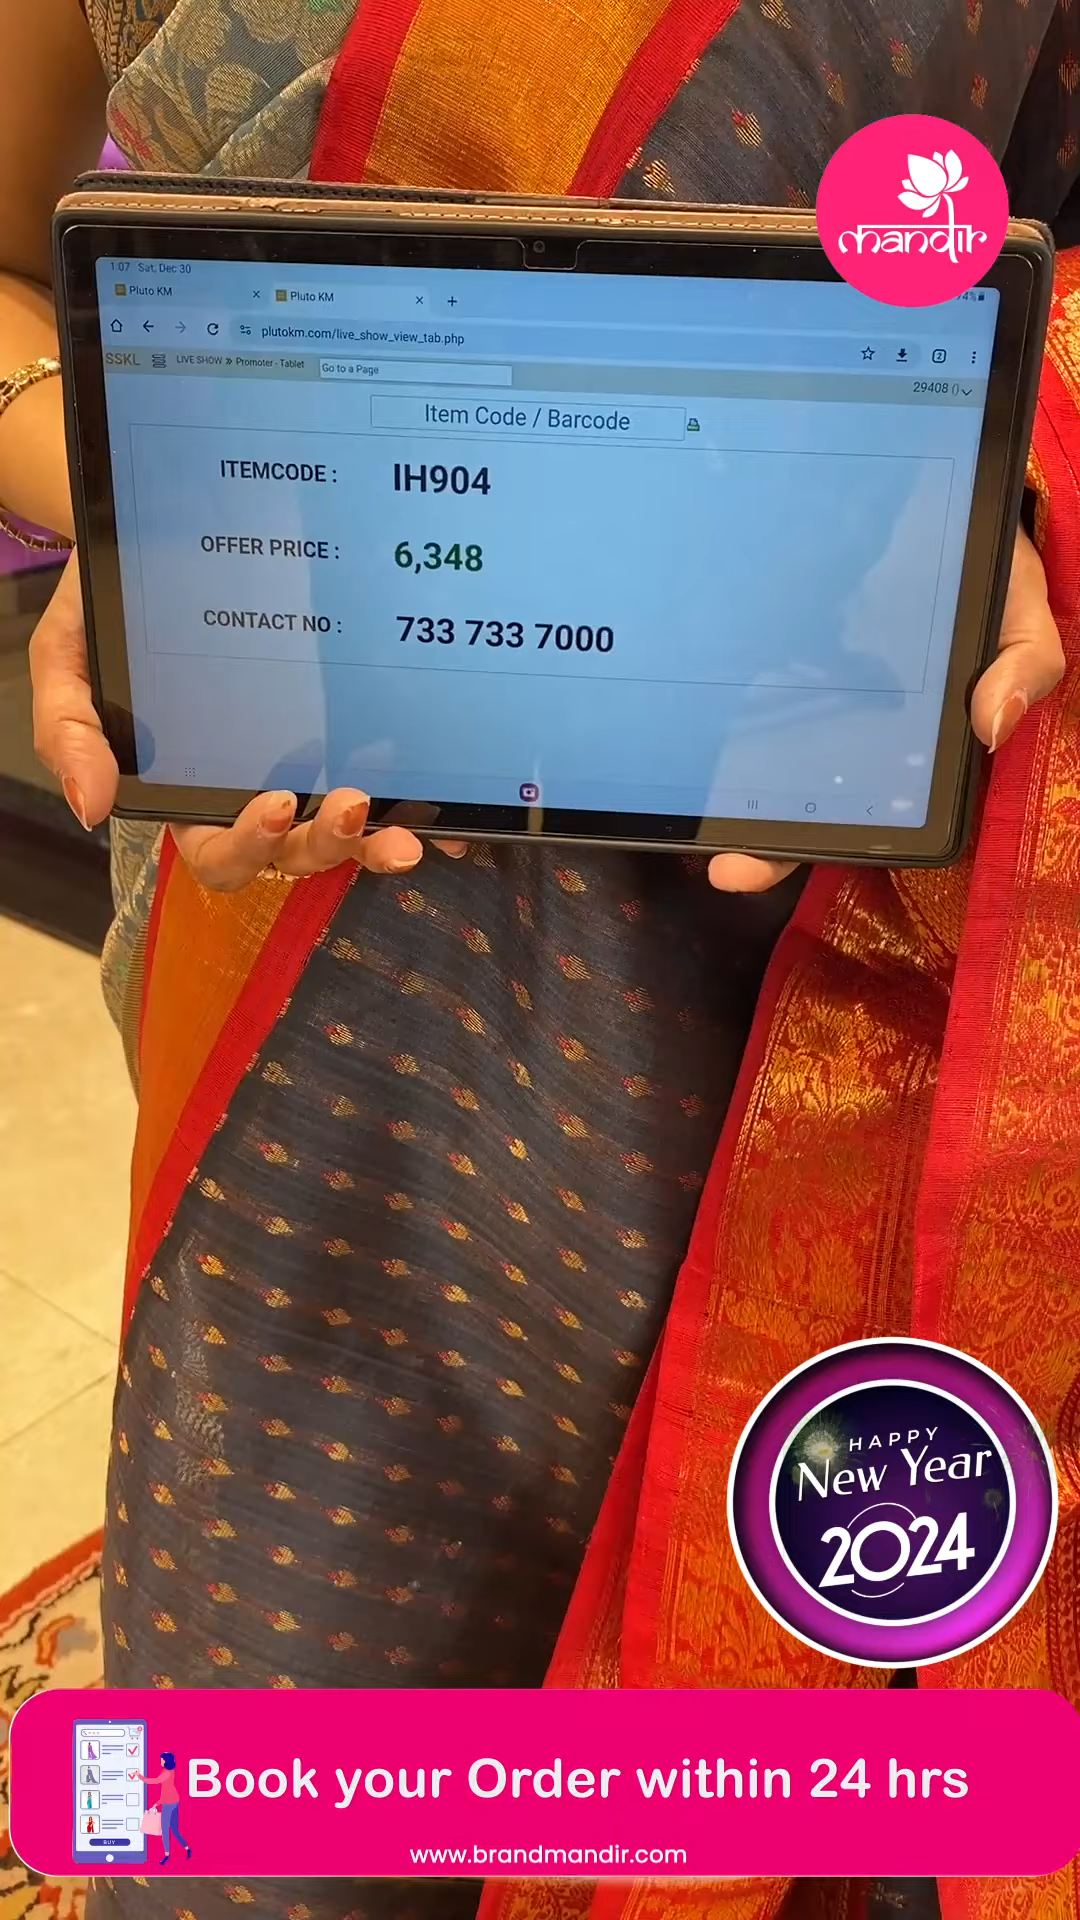 mandir
1:07 Sat, Dec 30
Pluto KM
Pluto KM
plutokm.com/live_show_view_tab.php
2
SSKL
LIVE SHOW » Promoter - Tablet
Go to a Page
29408 ()
Item Code / Barcode
ITEMCODE : IH904
OFFER PRICE : 6,348
CONTACT NO : 733 733 7000
HAPPY
New Year
2024
Book your Order within 24 hrs
BUY
www.brandmandir.com